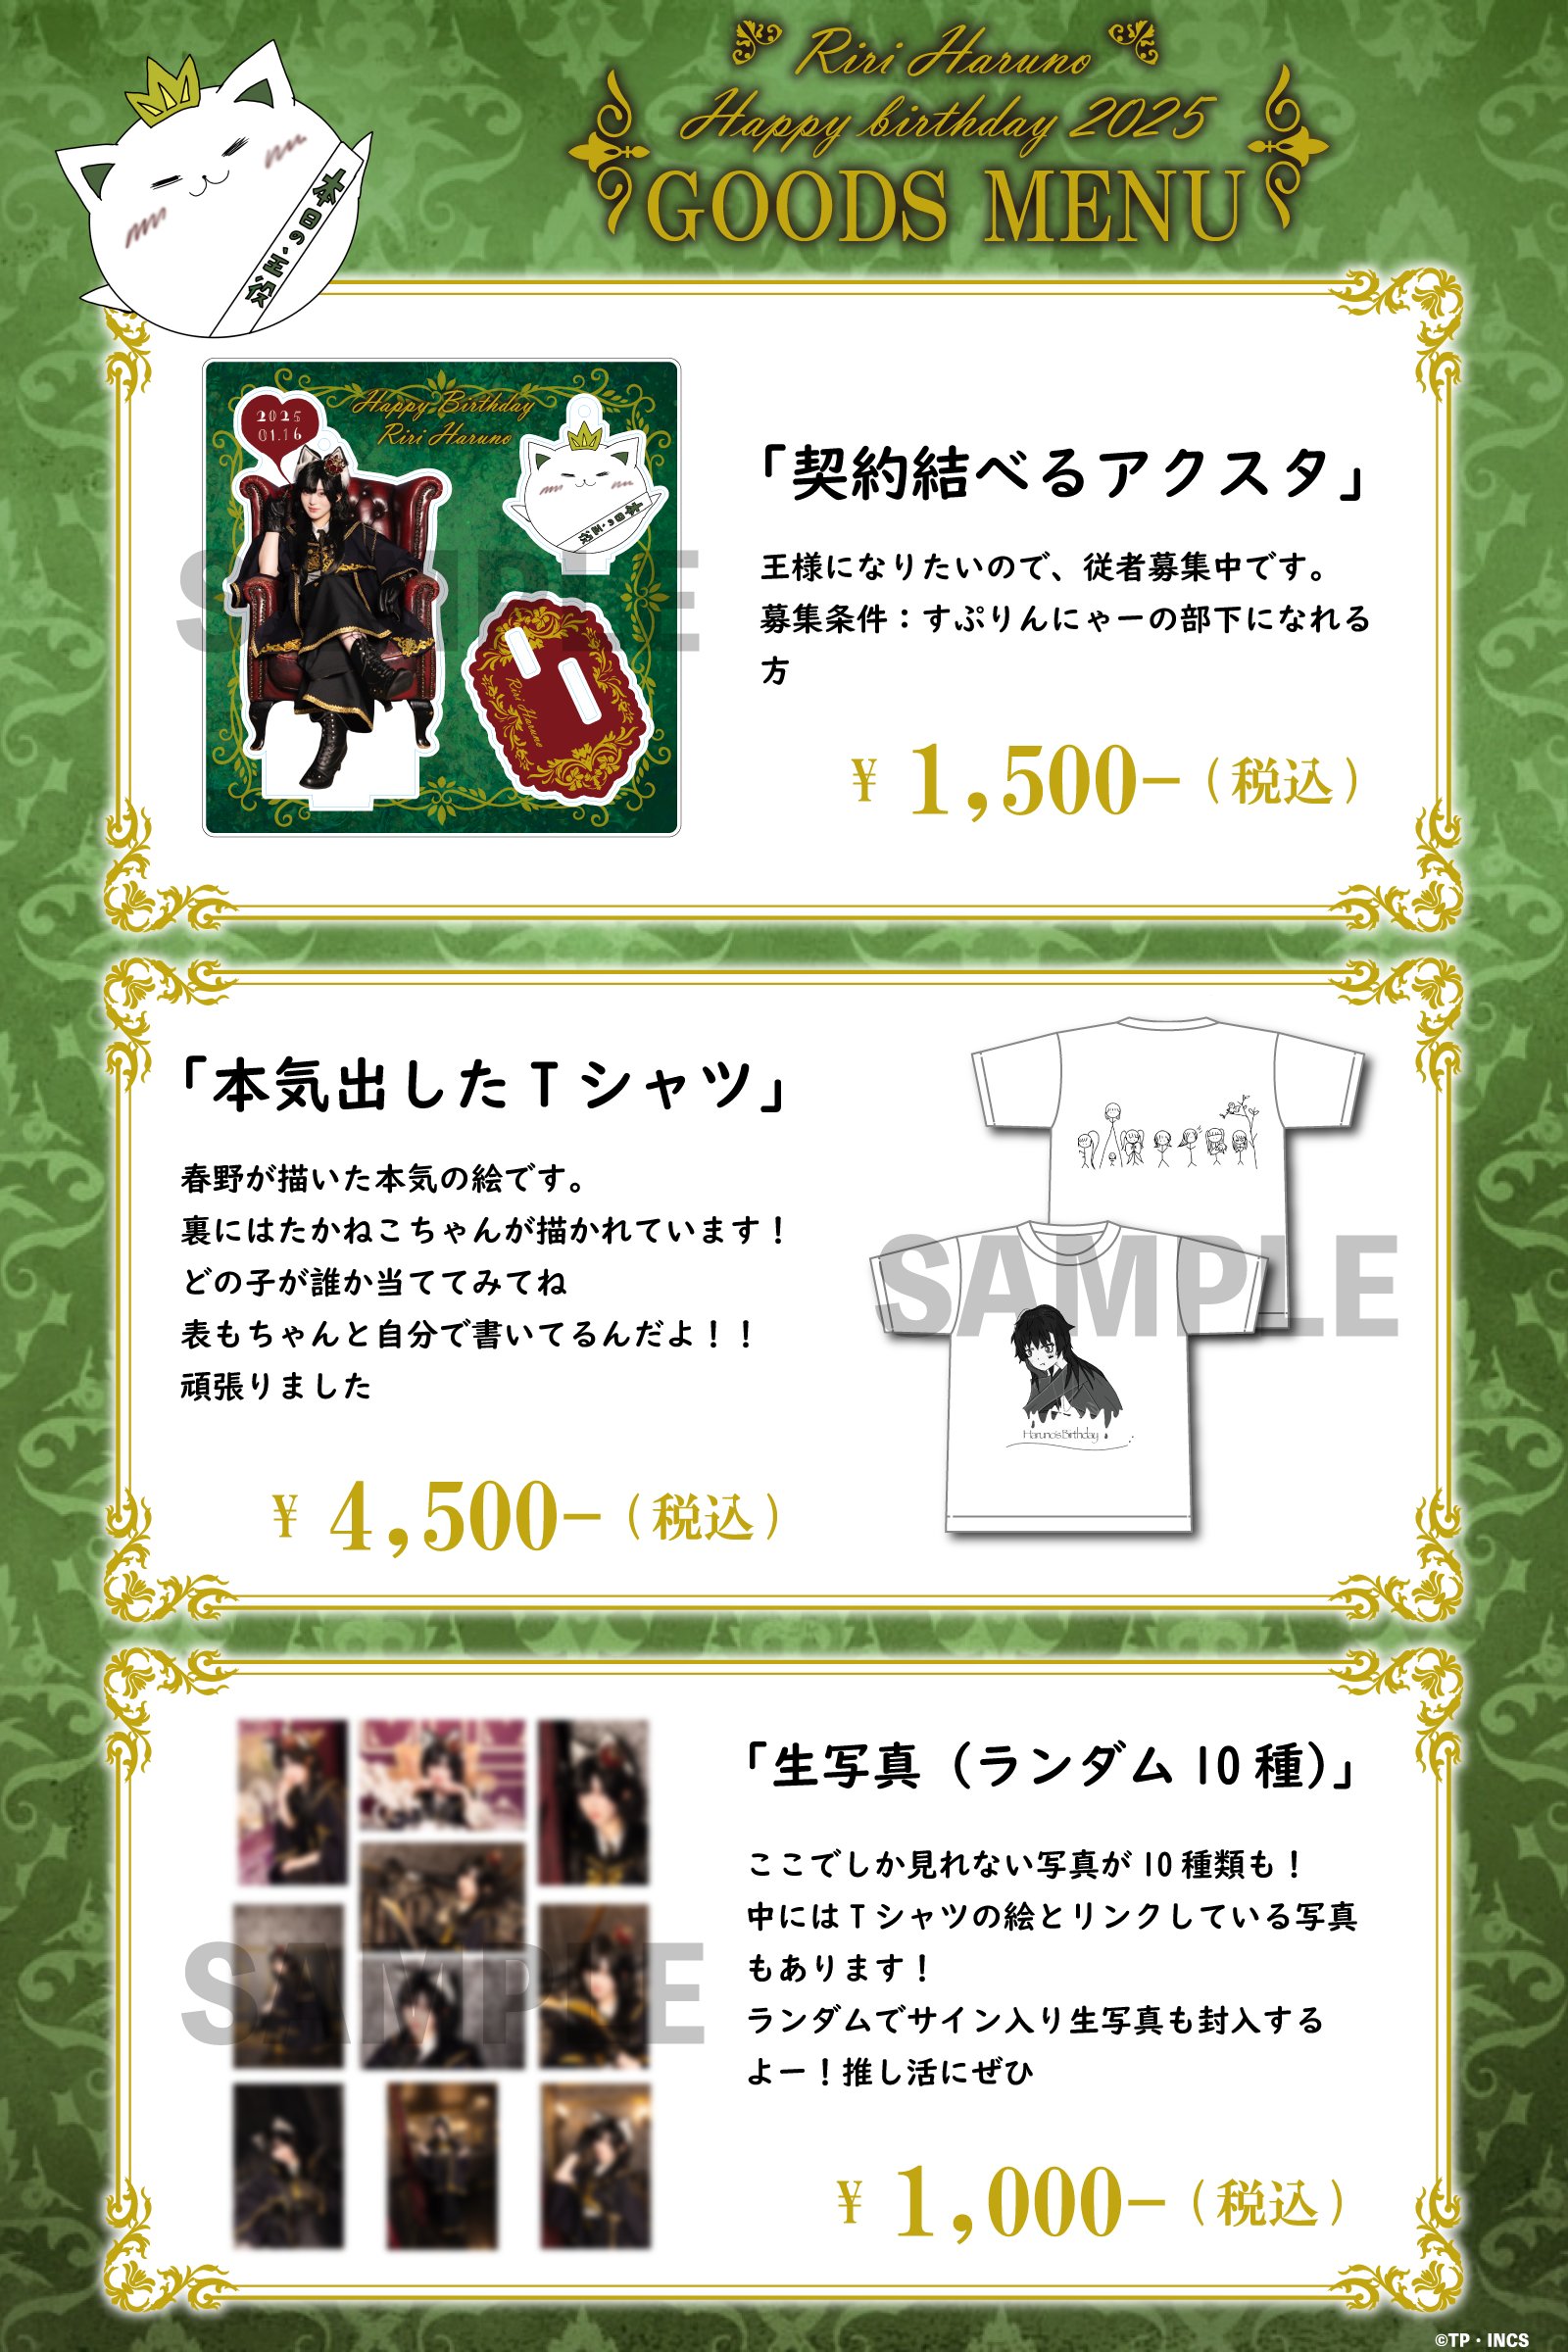 Riri Haruno
Happy birthday 2025
GOODS MENU
本日の主役
2025
01.16
Happy Birthday
Riri Haruno
本日の主役
Riri Haruno
SAMPLE
「契約結べるアクスタ」
王様になりたいので、従者募集中です。
募集条件：すぷりんにゃーの部下になれる
方
¥ 1,500-（税込）
「本気出したTシャツ」
春野が描いた本気の絵です。
裏にはたかねこちゃんが描かれています！
どの子が誰か当ててみてね
表もちゃんと自分で書いてるんだよ！！
頑張りました
¥ 4,500-（税込）
SAMPLE
Haruno's Birthday
「生写真（ランダム10種）」
ここでしか見れない写真が10種類も！
中にはTシャツの絵とリンクしている写真
もあります！
ランダムでサイン入り生写真も封入する
よー！推し活にぜひ
¥ 1,000-（税込）
SAMPLE
©TP・INCS